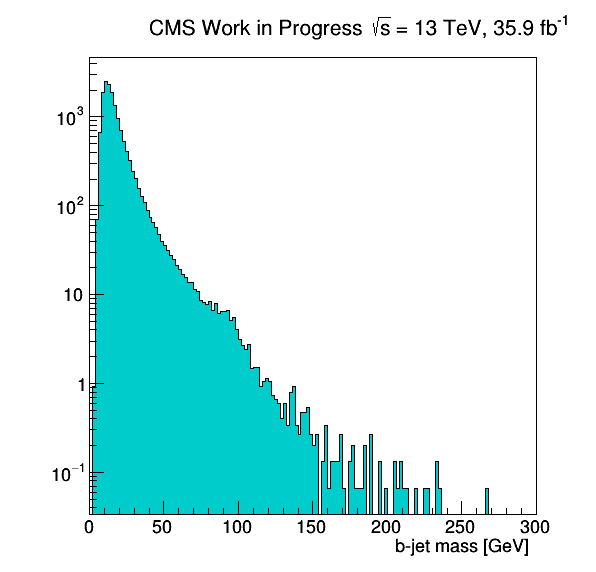 CMS Work in Progress √s = 13 TeV, 35.9 fb⁻¹
10³
10²
10
1
10⁻¹
0 50 100 150 200 250 300
b-jet mass [GeV]